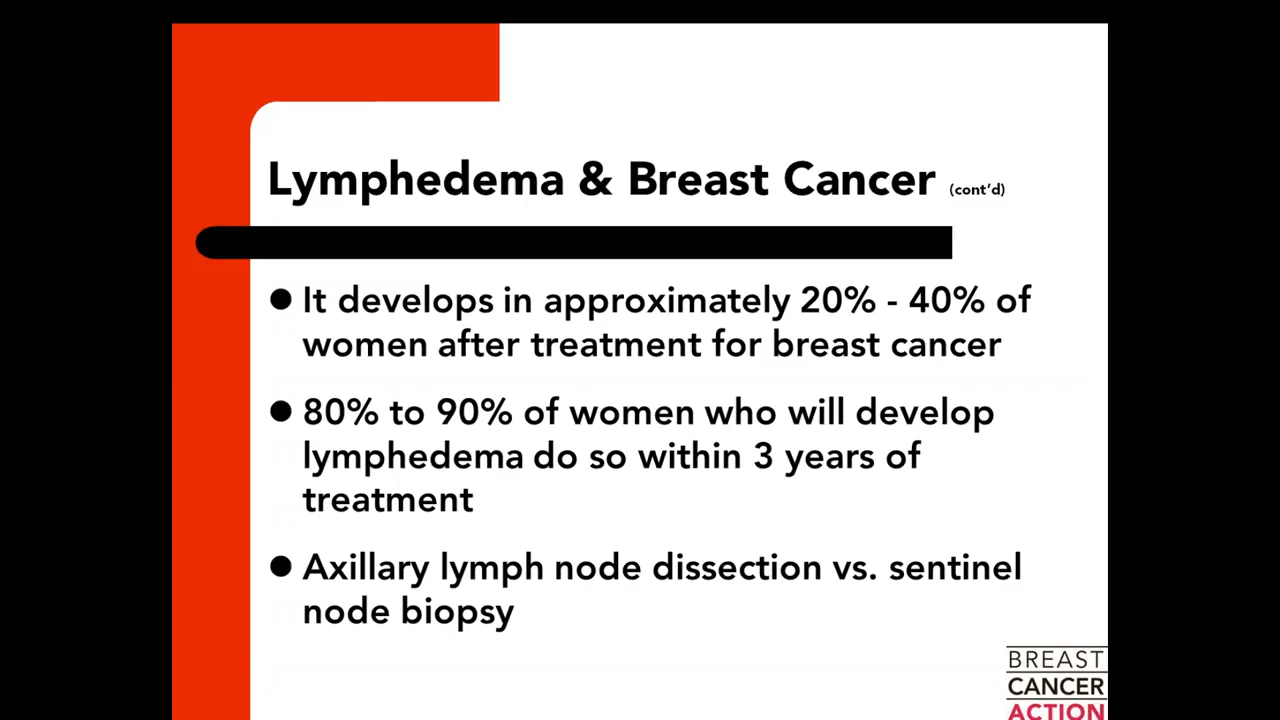 Lymphedema & Breast Cancer (cont’d)
● It develops in approximately 20% - 40% of
women after treatment for breast cancer
● 80% to 90% of women who will develop
lymphedema do so within 3 years of
treatment
● Axillary lymph node dissection vs. sentinel
node biopsy
BREAST
CANCER
ACTION